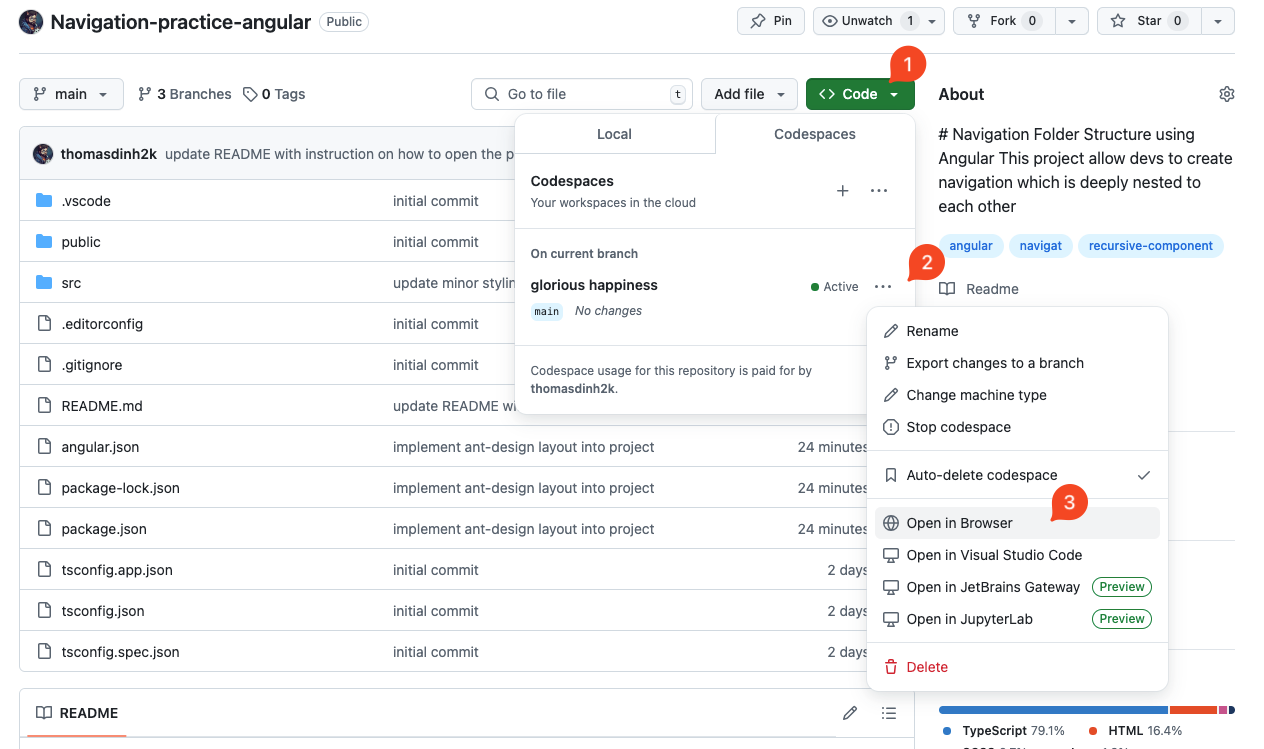 Navigation-practice-angular Public
Pin
Unwatch 1
Fork 0
Star 0
main
3 Branches
0 Tags
Go to file t
Add file
<> Code
1
Local
Codespaces
Codespaces
Your workspaces in the cloud
On current branch
glorious happiness
Active
2
main No changes
Codespace usage for this repository is paid for by
thomasdinh2k.
Rename
Export changes to a branch
Change machine type
Stop codespace
Auto-delete codespace
3
Open in Browser
Open in Visual Studio Code
Open in JetBrains Gateway Preview
Open in JupyterLab Preview
Delete
thomasdinh2k update README with instruction on how to open the p
.vscode initial commit
public initial commit
src update minor stylin
.editorconfig initial commit
.gitignore initial commit
README.md update README wi
angular.json implement ant-design layout into project 24 minutes
package-lock.json implement ant-design layout into project 24 minutes
package.json implement ant-design layout into project 24 minutes
tsconfig.app.json initial commit 2 days
tsconfig.json initial commit 2 days
tsconfig.spec.json initial commit 2 days
README
About
# Navigation Folder Structure using
Angular This project allow devs to create
navigation which is deeply nested to
each other
angular navigat recursive-component
Readme
TypeScript 79.1% HTML 16.4%